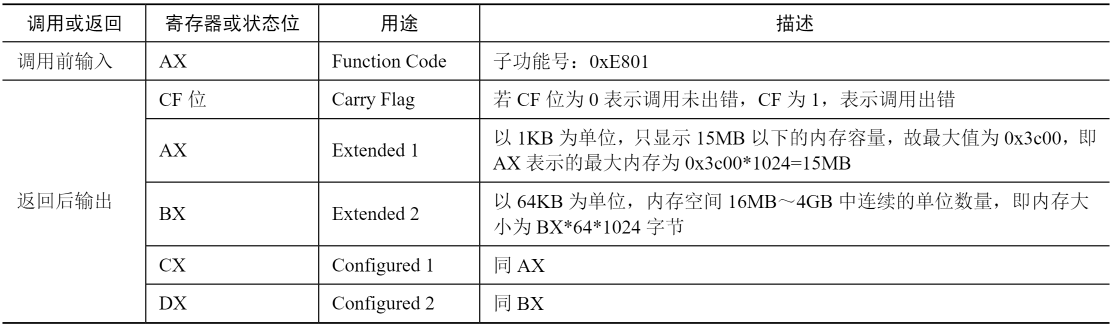 调用或返回 寄存器或状态位 用途 描述
调用前输入 AX Function Code 子功能号：0xE801
返回后输出 CF 位 Carry Flag 若 CF 位为 0 表示调用未出错，CF 为 1，表示调用出错
AX Extended 1 以 1KB 为单位，只显示 15MB 以下的内存容量，故最大值为 0x3c00，即
AX 表示的最大内存为 0x3c00*1024=15MB
BX Extended 2 以 64KB 为单位，内存空间 16MB～4GB 中连续的单位数量，即内存大
小为 BX*64*1024 字节
CX Configured 1 同 AX
DX Configured 2 同 BX